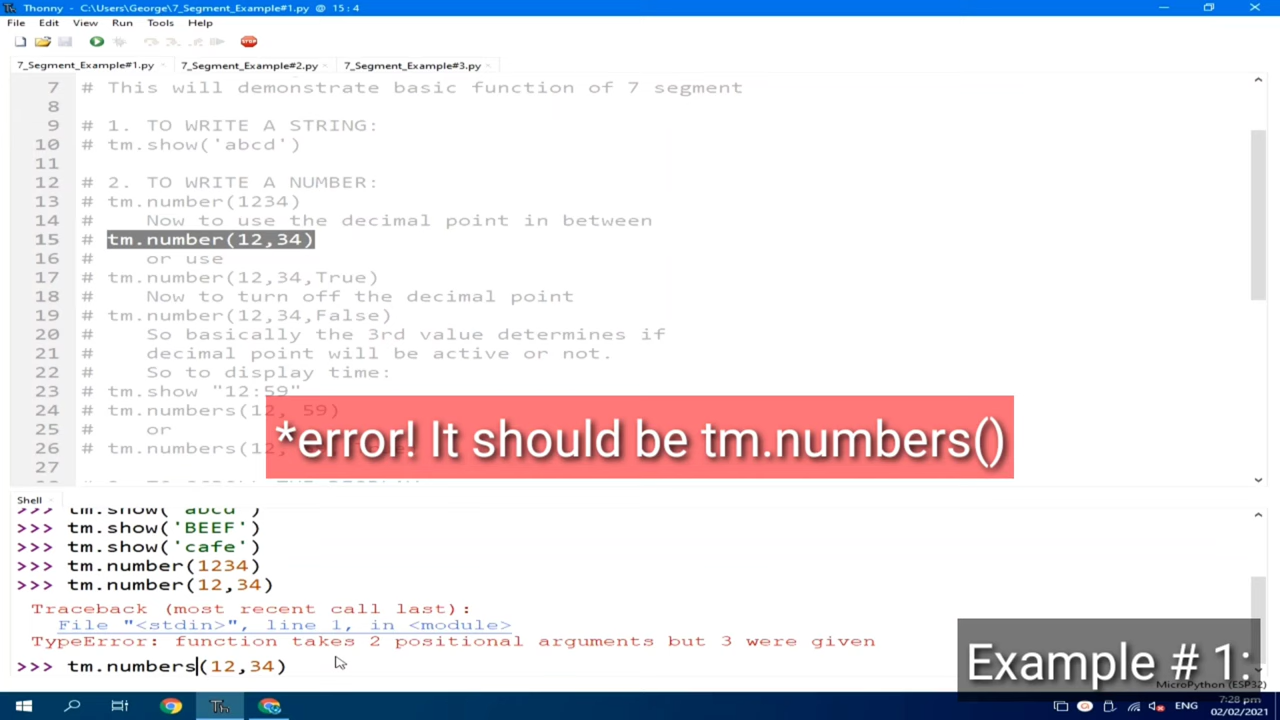 Thonny - C:\Users\George\7_Segment_Example#1.py @ 15 : 4
File Edit View Run Tools Help
STOP
7_Segment_Example#1.py 7_Segment_Example#2.py 7_Segment_Example#3.py
7 # This will demonstrate basic function of 7 segment
8
9 # 1. TO WRITE A STRING:
10 # tm.show('abcd')
11
12 # 2. TO WRITE A NUMBER:
13 # tm.number(1234)
14 # Now to use the decimal point in between
15 # tm.number(12,34)
16 # or use
17 # tm.number(12,34,True)
18 # Now to turn off the decimal point
19 # tm.number(12,34,False)
20 # So basically the 3rd value determines if
21 # decimal point will be active or not.
22 # So to display time:
23 # tm.show "12:59"
24 # tm.numbers(12, 59)
25 # or
26 # tm.numbers(12,
27
*error! It should be tm.numbers()
Shell
>>> tm.show('abcd')
>>> tm.show('BEEF')
>>> tm.show('cafe')
>>> tm.number(1234)
>>> tm.number(12,34)
Traceback (most recent call last):
File "<stdin>", line 1, in <module>
TypeError: function takes 2 positional arguments but 3 were given
>>> tm.numbers(12,34)
Example # 1:
MicroPython (ESP32)
ENG
7:28 pm
02/02/2021